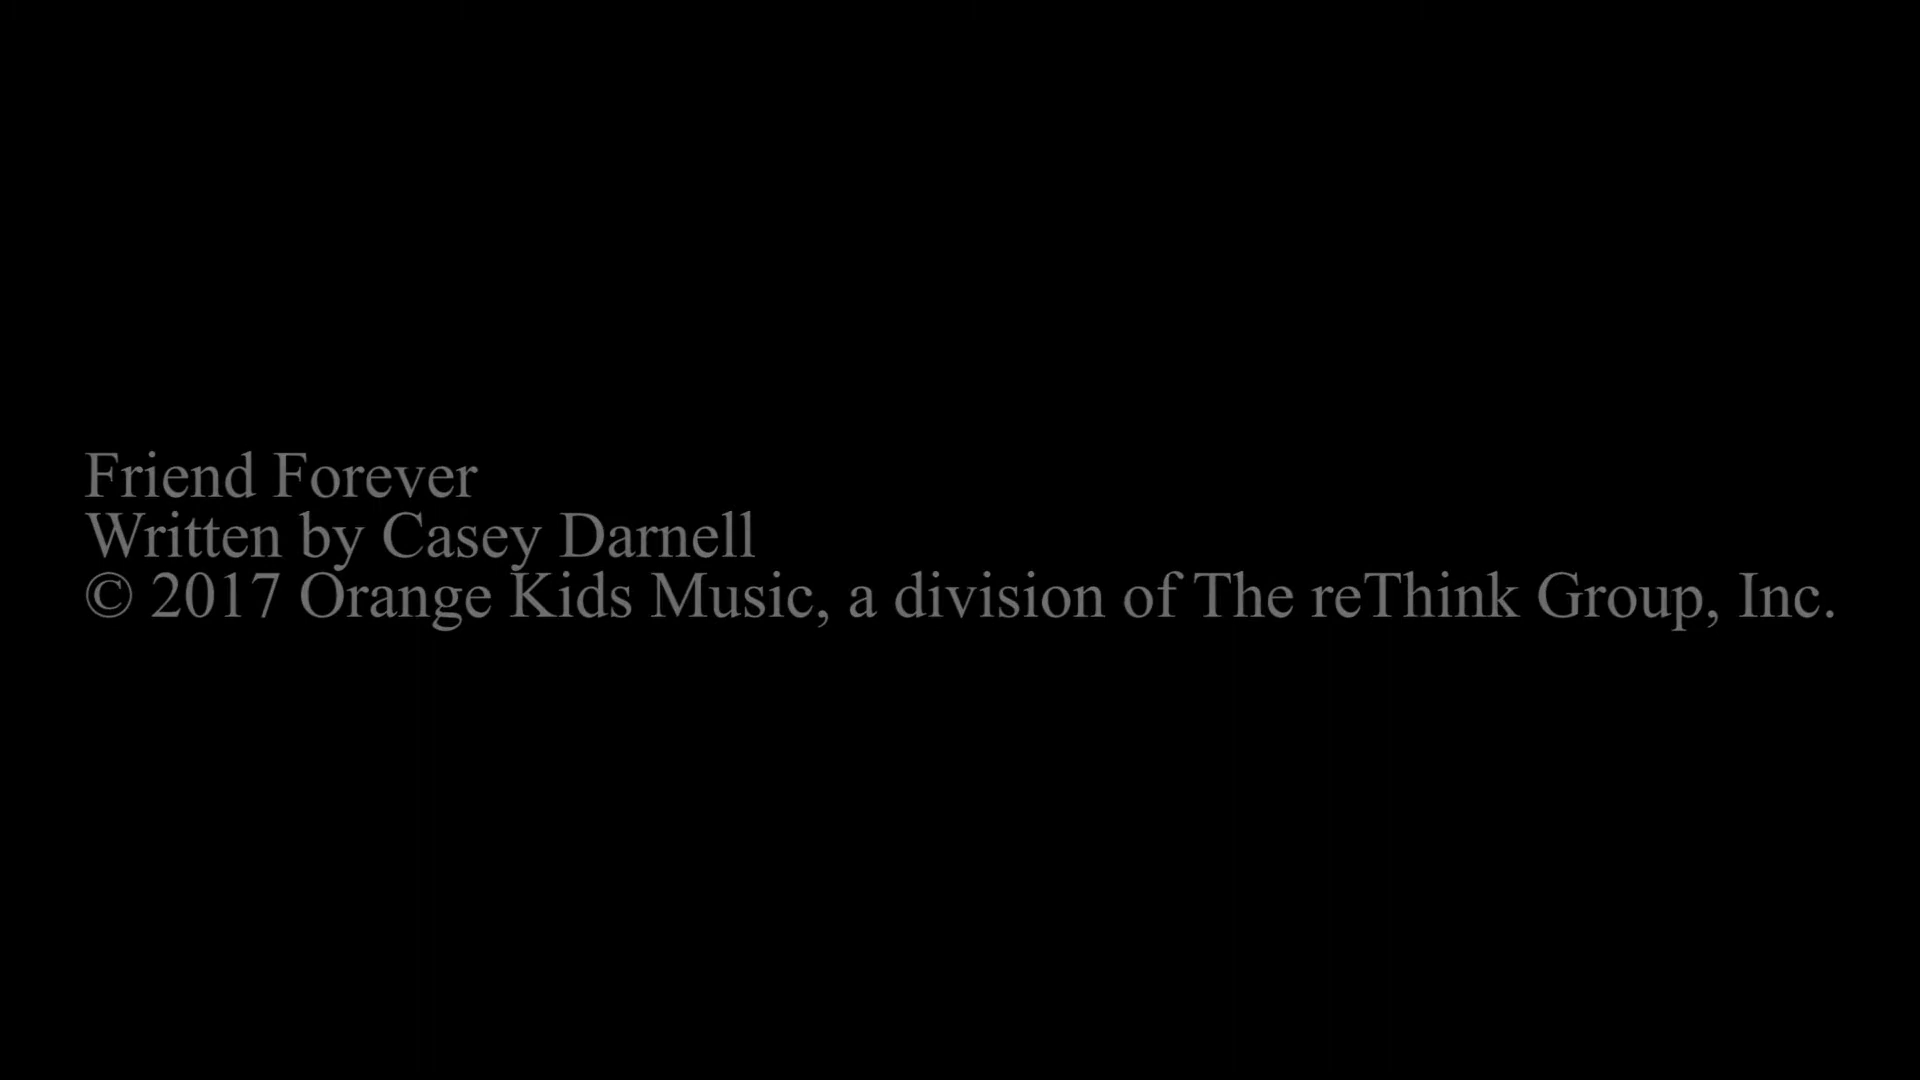 Friend Forever
Written by Casey Darnell
© 2017 Orange Kids Music, a division of The reThink Group, Inc.